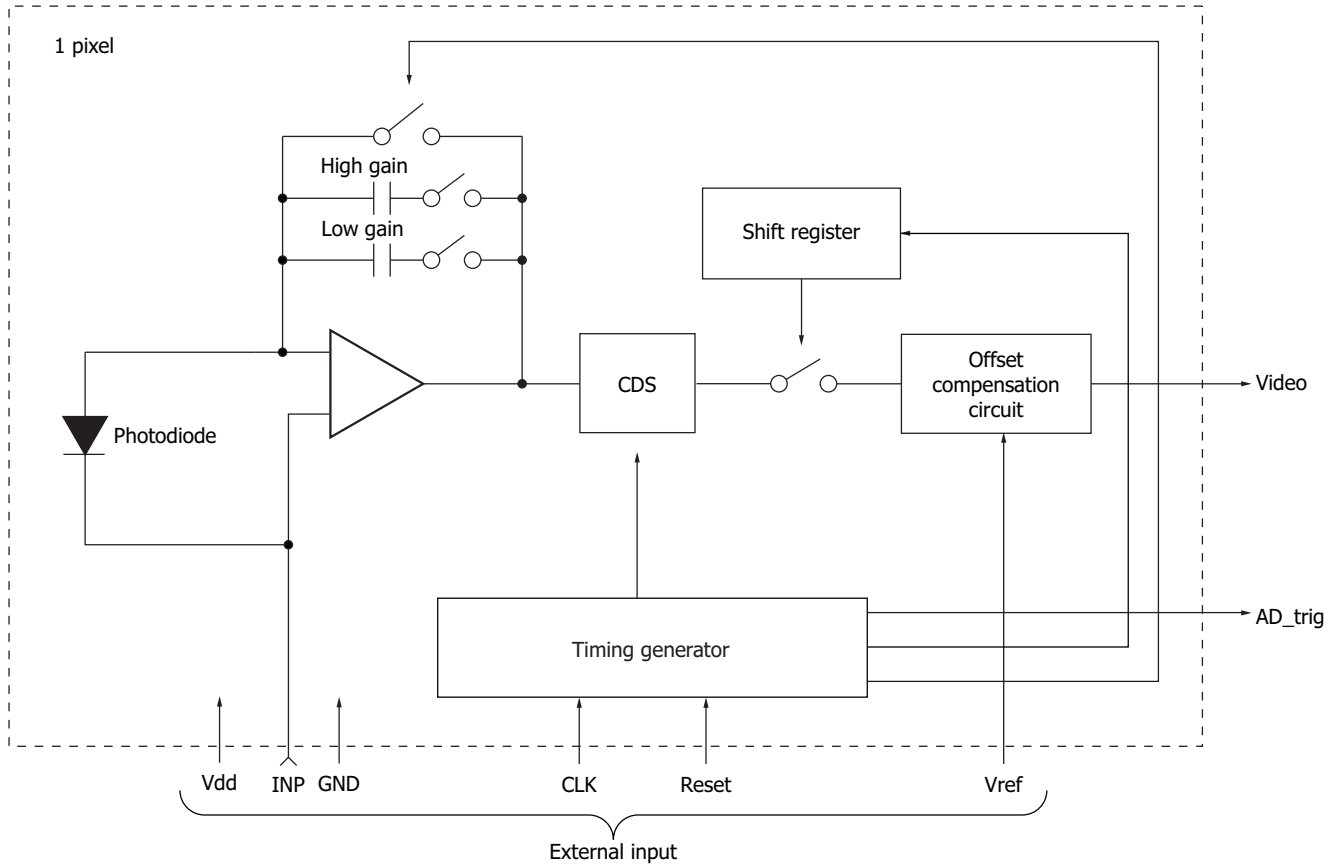 1 pixel
High gain
Low gain
Shift register
Photodiode
CDS
Offset
compensation
circuit
Video
AD_trig
Timing generator
Vdd
INP
GND
CLK
Reset
Vref
External input